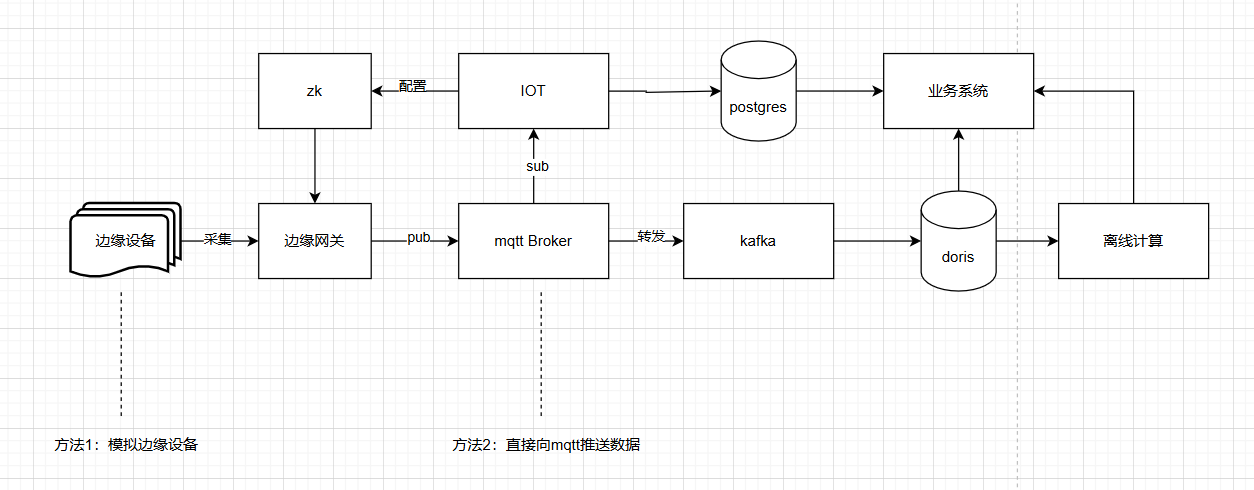 zk
配置
IOT
postgres
业务系统
sub
边缘设备
采集
边缘网关
pub
mqtt Broker
转发
kafka
doris
离线计算
方法1：模拟边缘设备
方法2：直接向mqtt推送数据